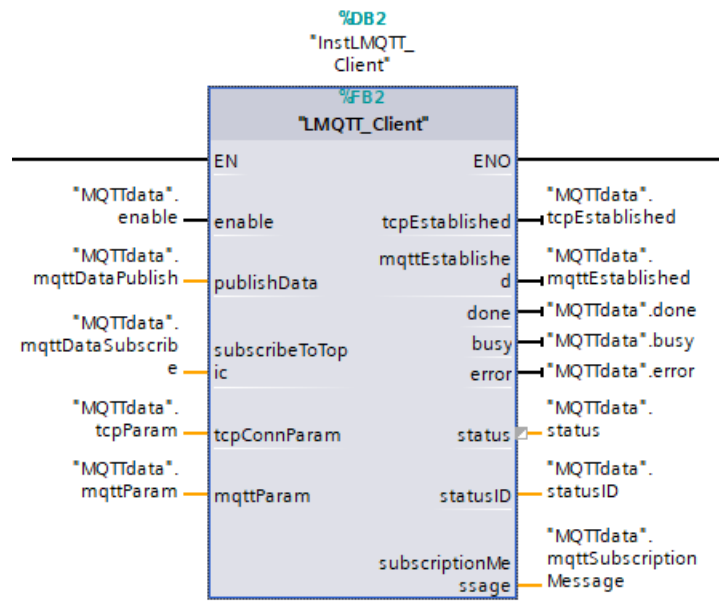 %DB2
"InstLMQTT_
Client"
%FB2
"LMQTT_Client"
EN
ENO
"MQTTdata".
enable
enable
tcpEstablished
"MQTTdata".
tcpEstablished
"MQTTdata".
mqttDataPublish
publishData
mqttEstablishe
d
"MQTTdata".
mqttEstablished
done
"MQTTdata".done
"MQTTdata".
mqttDataSubscrib
e
subscribeToTop
ic
busy
"MQTTdata".busy
error
"MQTTdata".error
"MQTTdata".
tcpParam
tcpConnParam
status
"MQTTdata".
status
"MQTTdata".
mqttParam
mqttParam
statusID
"MQTTdata".
statusID
subscriptionMe
ssage
"MQTTdata".
mqttSubscription
Message